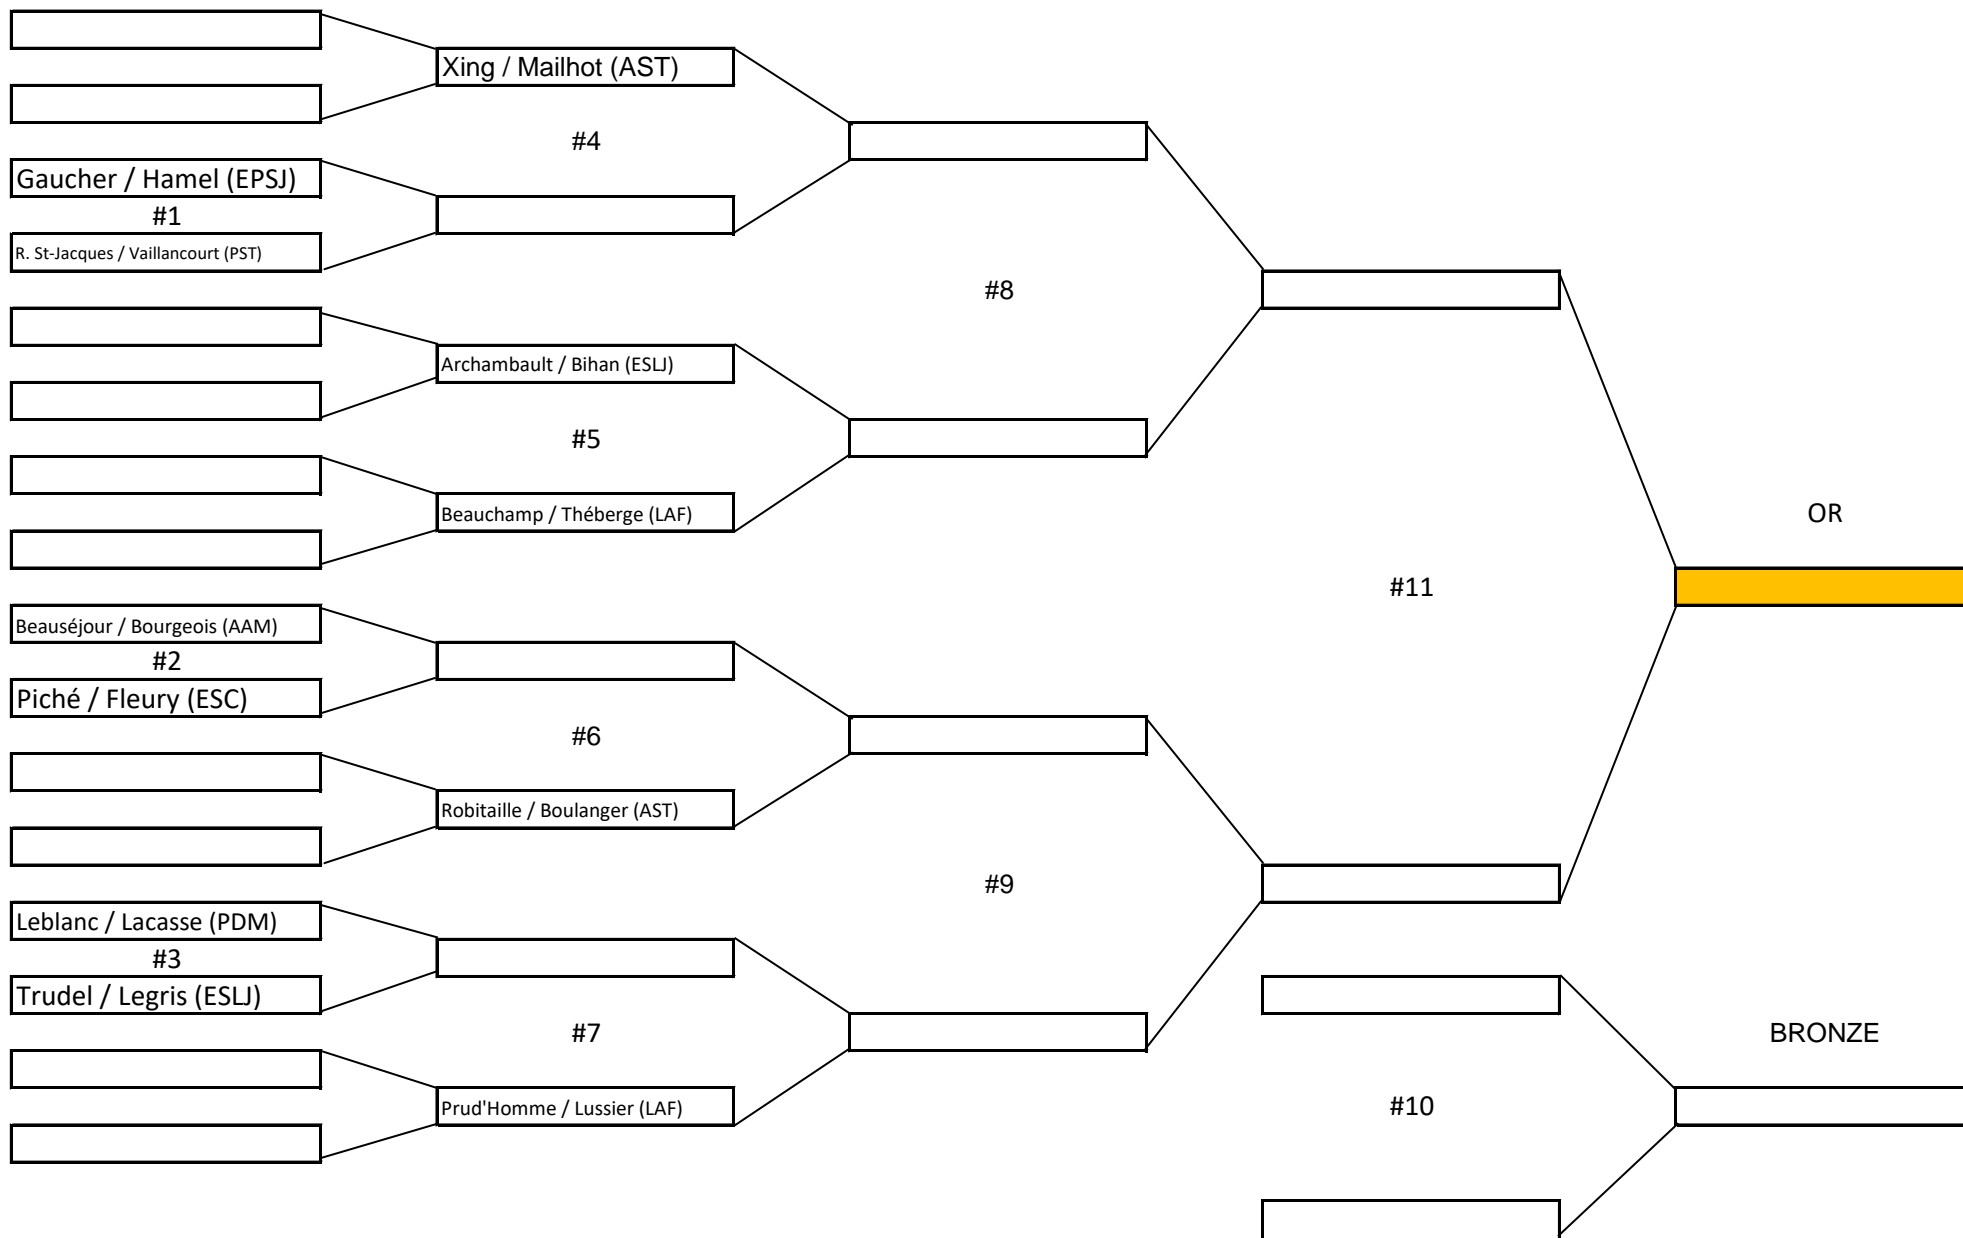 Xing / Mailhot (AST)
#4
Gaucher / Hamel (EPSJ)
#1
R. St-Jacques / Vaillancourt (PST)
#8
Archambault / Bihan (ESLJ)
#5
Beauchamp / Théberge (LAF)
OR
#11
Beauséjour / Bourgeois (AAM)
#2
Piché / Fleury (ESC)
#6
Robitaille / Boulanger (AST)
#9
Leblanc / Lacasse (PDM)
#3
Trudel / Legris (ESLJ)
#7
BRONZE
Prud'Homme / Lussier (LAF)
#10